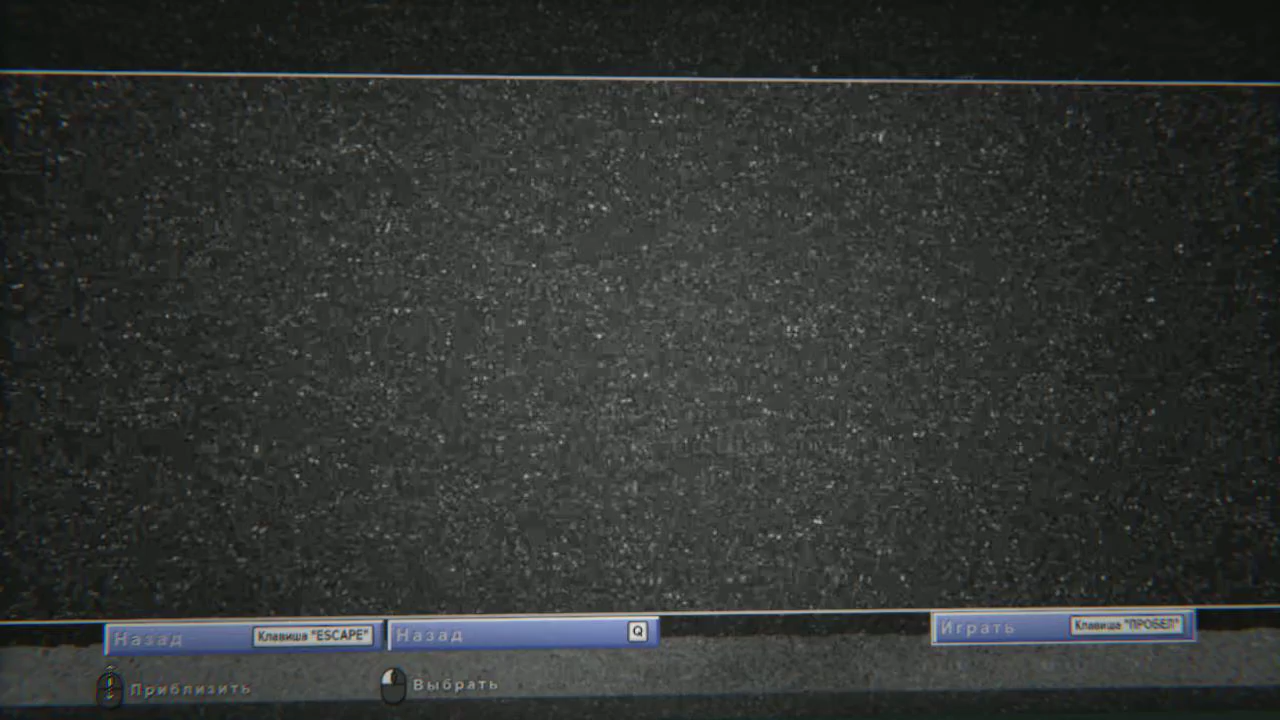 Назад Клавиша "ESCAPE" Назад Q Играть Клавиша "ПРОБЕЛ"
Приблизить Выбрать